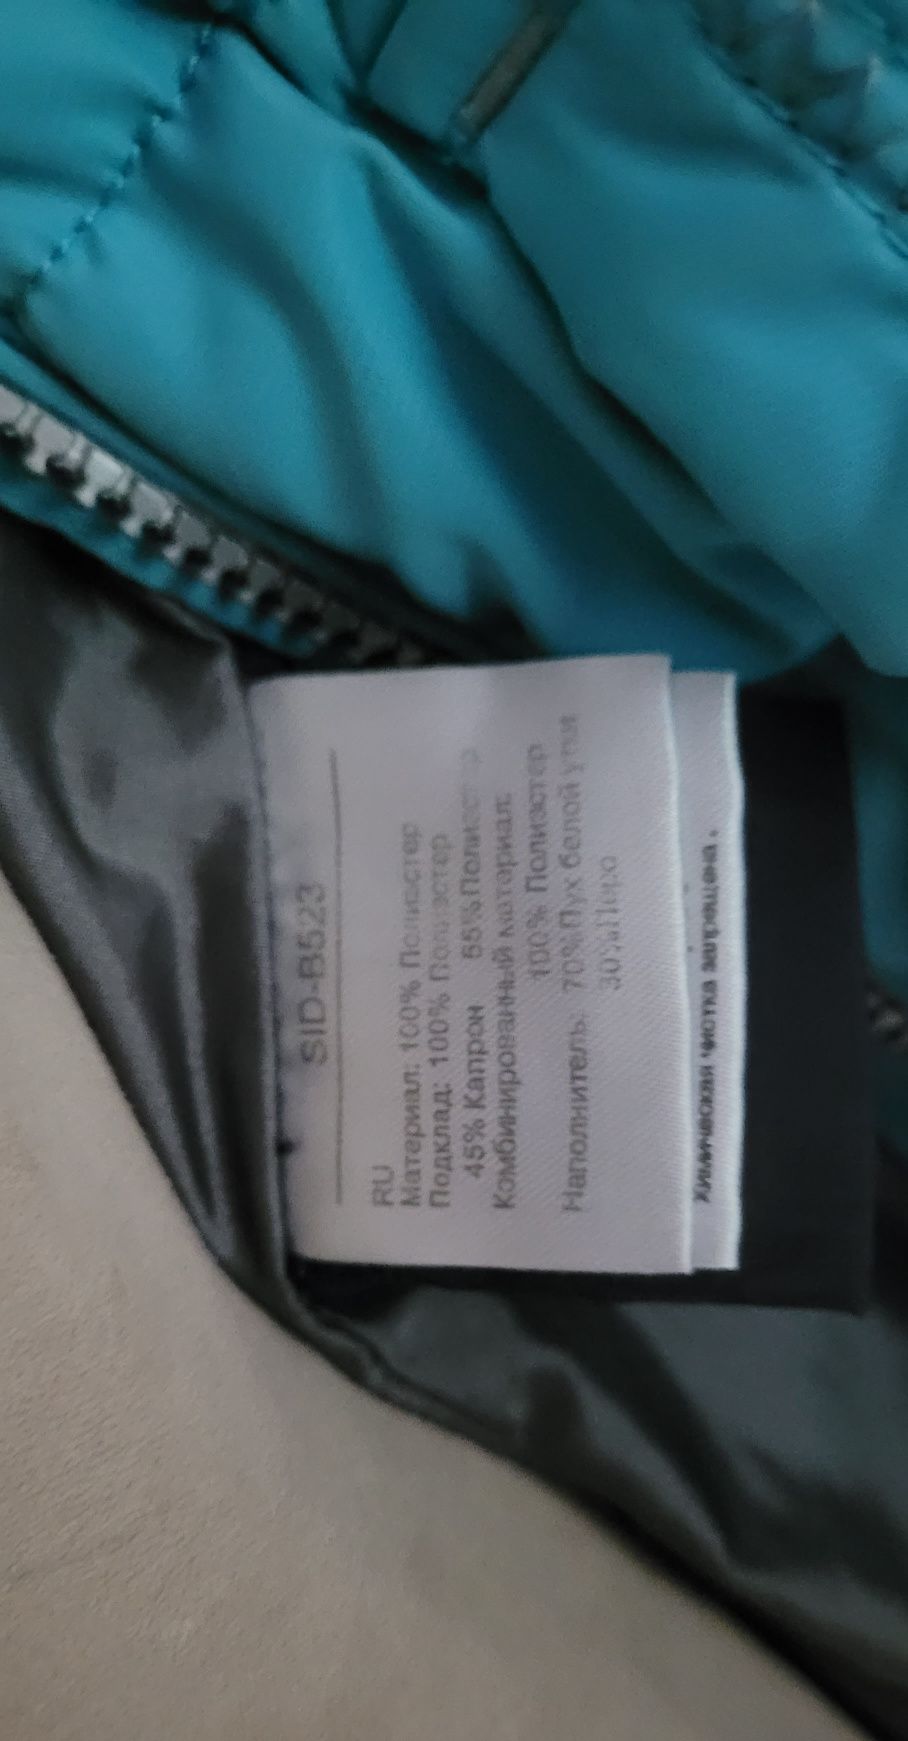 SID-B523
RU
Материал: 100% Полиэстер
Подклад: 100% Полиэстер
45% Капрон 55% Полиэстер
Комбинированный материал:
100% Полиэстер
Наполнитель: 70% Пух белой утки
30% Перо
химическая чистка запрещена.